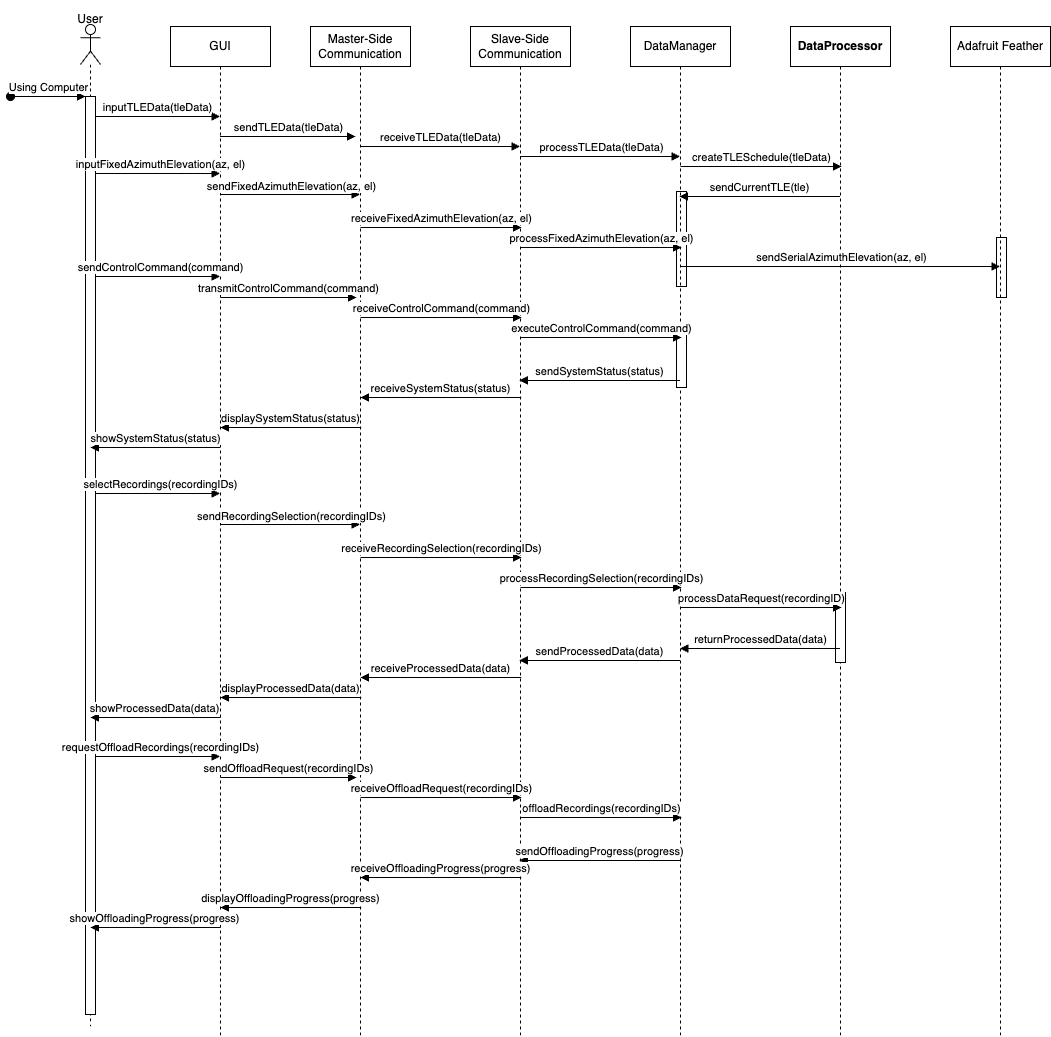 User
GUI
Master-Side
Communication
Slave-Side
Communication
DataManager
DataProcessor
Adafruit Feather
Using Computer
inputTLEData(tleData)
sendTLEData(tleData)
receiveTLEData(tleData)
processTLEData(tleData)
createTLESchedule(tleData)
inputFixedAzimuthElevation(az, el)
sendFixedAzimuthElevation(az, el)
sendCurrentTLE(tle)
receiveFixedAzimuthElevation(az, el)
processFixedAzimuthElevation(az, el)
sendSerialAzimuthElevation(az, el)
sendControlCommand(command)
transmitControlCommand(command)
receiveControlCommand(command)
executeControlCommand(command)
sendSystemStatus(status)
receiveSystemStatus(status)
displaySystemStatus(status)
showSystemStatus(status)
selectRecordings(recordingIDs)
sendRecordingSelection(recordingIDs)
receiveRecordingSelection(recordingIDs)
processRecordingSelection(recordingIDs)
processDataRequest(recordingID)
returnProcessedData(data)
sendProcessedData(data)
receiveProcessedData(data)
displayProcessedData(data)
showProcessedData(data)
requestOffloadRecordings(recordingIDs)
sendOffloadRequest(recordingIDs)
receiveOffloadRequest(recordingIDs)
offloadRecordings(recordingIDs)
sendOffloadingProgress(progress)
receiveOffloadingProgress(progress)
displayOffloadingProgress(progress)
showOffloadingProgress(progress)